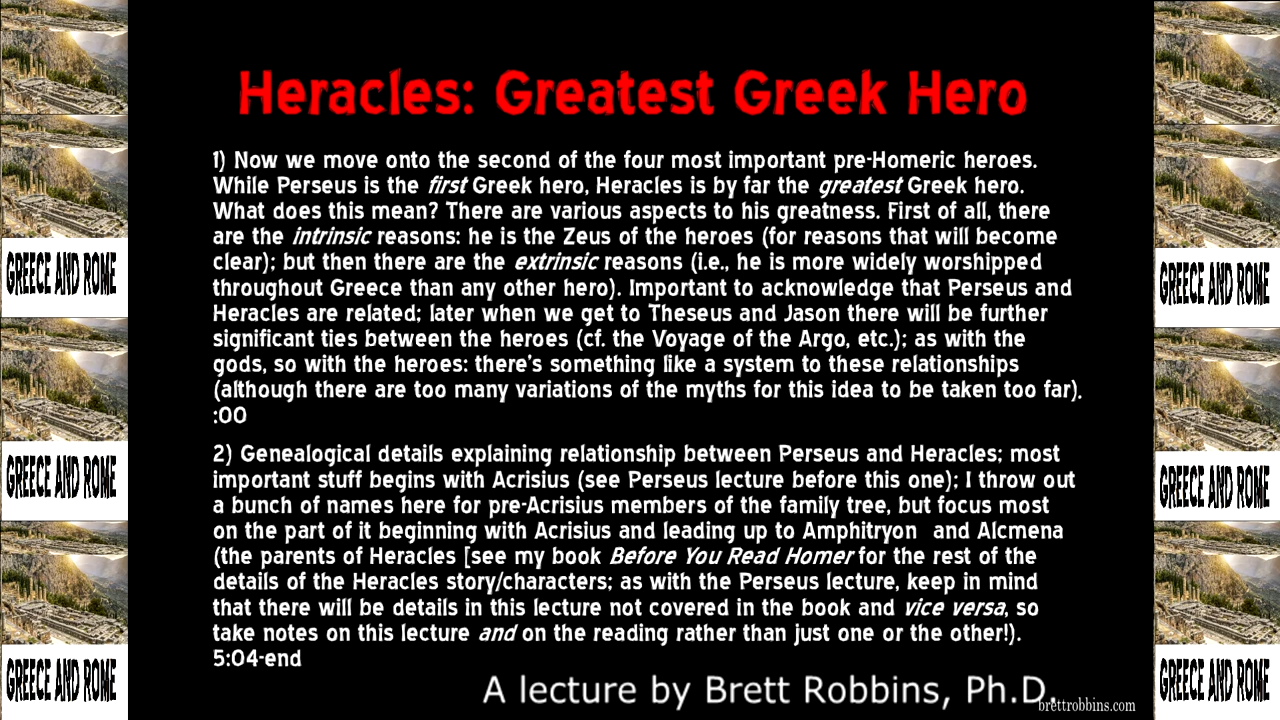 Heracles: Greatest Greek Hero
1) Now we move onto the second of the four most important pre-Homeric heroes.
While Perseus is the first Greek hero, Heracles is by far the greatest Greek hero.
What does this mean? There are various aspects to his greatness. First of all, there
are the intrinsic reasons: he is the Zeus of the heroes (for reasons that will become
clear); but then there are the extrinsic reasons (i.e., he is more widely worshipped
throughout Greece than any other hero). Important to acknowledge that Perseus and
Heracles are related; later when we get to Theseus and Jason there will be further
significant ties between the heroes (cf. the Voyage of the Argo, etc.); as with the
gods, so with the heroes: there's something like a system to these relationships
(although there are too many variations of the myths for this idea to be taken too far).
:00
2) Genealogical details explaining relationship between Perseus and Heracles; most
important stuff begins with Acrisius (see Perseus lecture before this one); I throw out
a bunch of names here for pre-Acrisius members of the family tree, but focus most
on the part of it beginning with Acrisius and leading up to Amphitryon and Alcmena
(the parents of Heracles [see my book Before You Read Homer for the rest of the
details of the Heracles story/characters; as with the Perseus lecture, keep in mind
that there will be details in this lecture not covered in the book and vice versa, so
take notes on this lecture and on the reading rather than just one or the other!).
5:04-end
A lecture by Brett Robbins, Ph.D.
brettrobbins.com
GREECE AND ROME
GREECE AND ROME
GREECE AND ROME
GREECE AND ROME
GREECE AND ROME
GREECE AND ROME